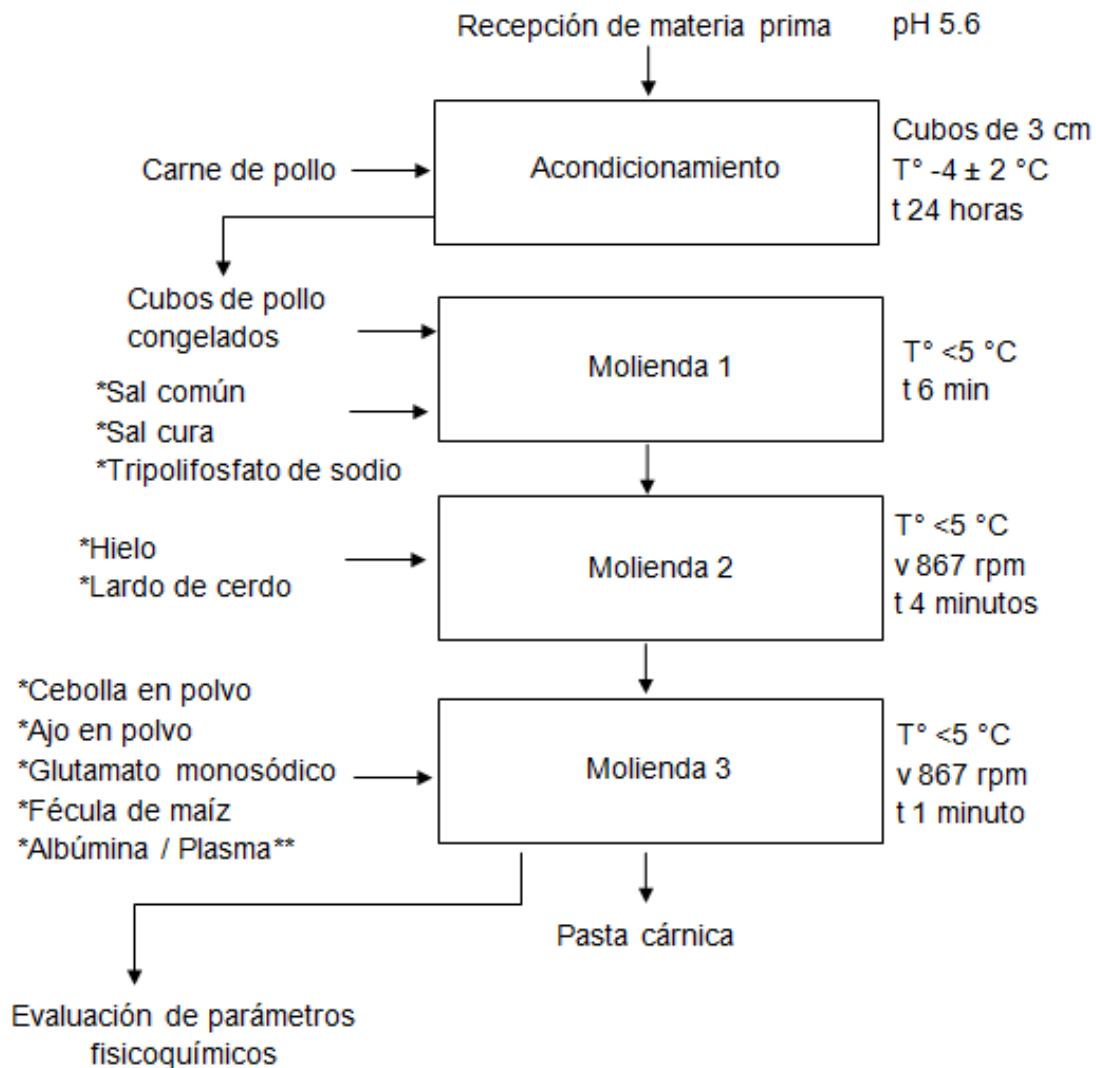 Recepción de materia prima
pH 5.6
Carne de pollo
Acondicionamiento
Cubos de 3 cm
T° -4 ± 2 °C
t 24 horas
Cubos de pollo
congelados
*Sal común
*Sal cura
*Tripolifosfato de sodio
Molienda 1
T° <5 °C
t 6 min
*Hielo
*Lardo de cerdo
Molienda 2
T° <5 °C
v 867 rpm
t 4 minutos
*Cebolla en polvo
*Ajo en polvo
*Glutamato monosódico
*Fécula de maíz
*Albúmina / Plasma**
Molienda 3
T° <5 °C
v 867 rpm
t 1 minuto
Pasta cárnica
Evaluación de parámetros
fisicoquímicos